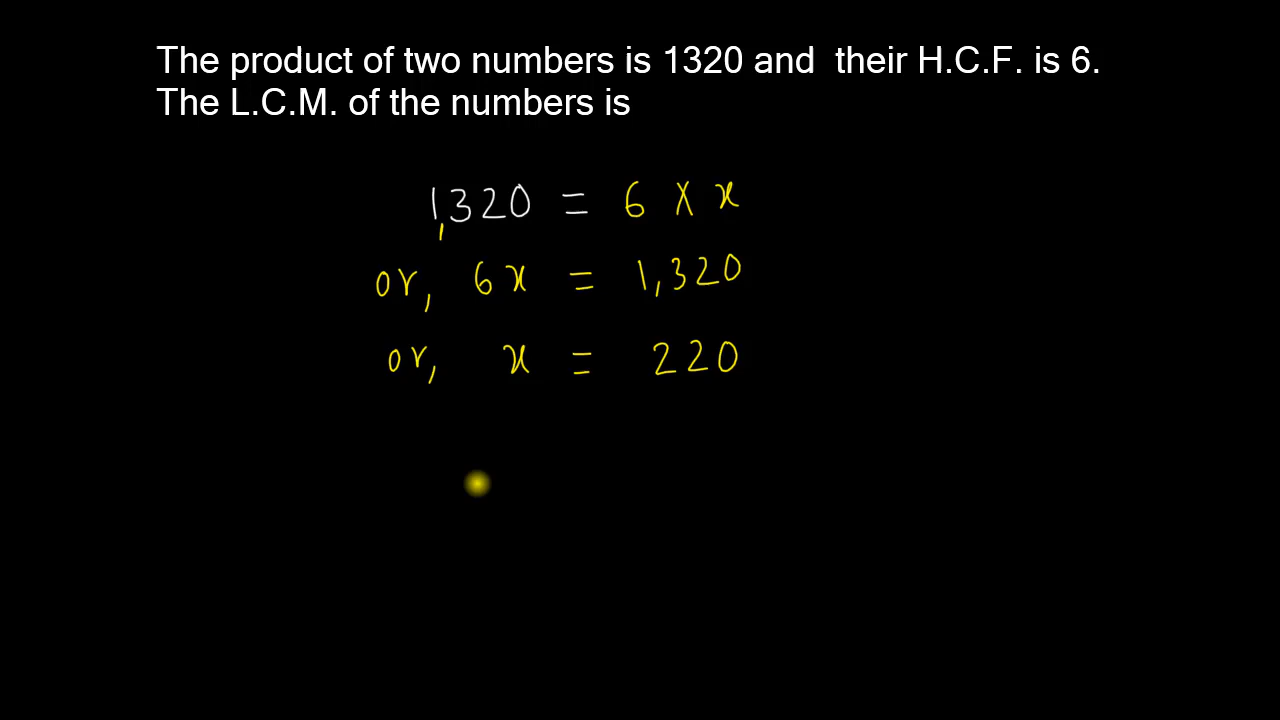 The product of two numbers is 1320 and their H.C.F. is 6.
The L.C.M. of the numbers is
1,320 = 6 × x
or, 6x = 1,320
or, x = 220